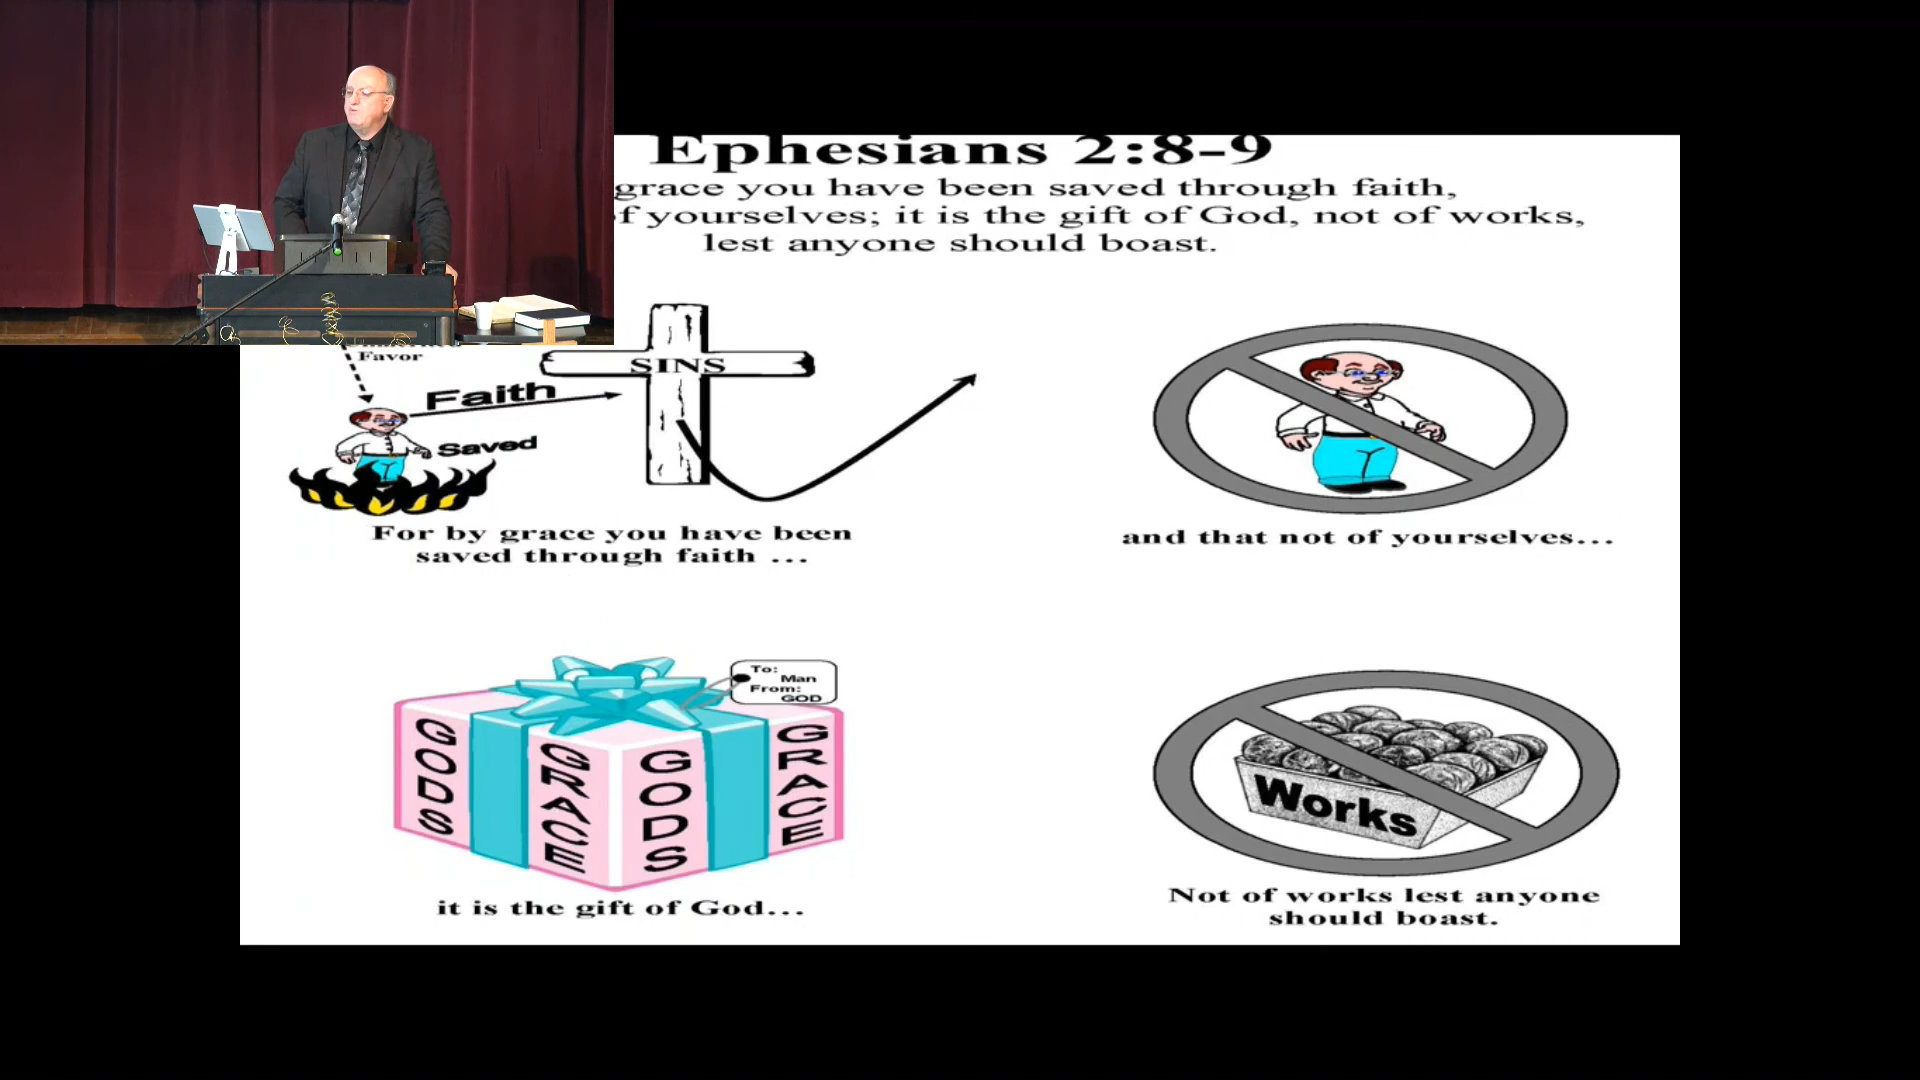 Ephesians 2:8-9
grace you have been saved through faith,
f yourselves; it is the gift of God, not of works,
lest anyone should boast.
Favor
Faith
SINS
Saved
For by grace you have been
saved through faith ...
and that not of yourselves...
To:
Man
From:
GOD
GODS
GRACE
GODS
GRACE
Works
it is the gift of God...
Not of works lest anyone
should boast.